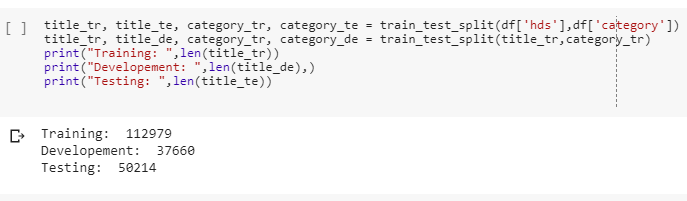 [ ] title_tr, title_te, category_tr, category_te = train_test_split(df['hds'],df['category'])
title_tr, title_de, category_tr, category_de = train_test_split(title_tr,category_tr)
print("Training: ",len(title_tr))
print("Developement: ",len(title_de),)
print("Testing: ",len(title_te))
Training:  112979
Developement:  37660
Testing:  50214